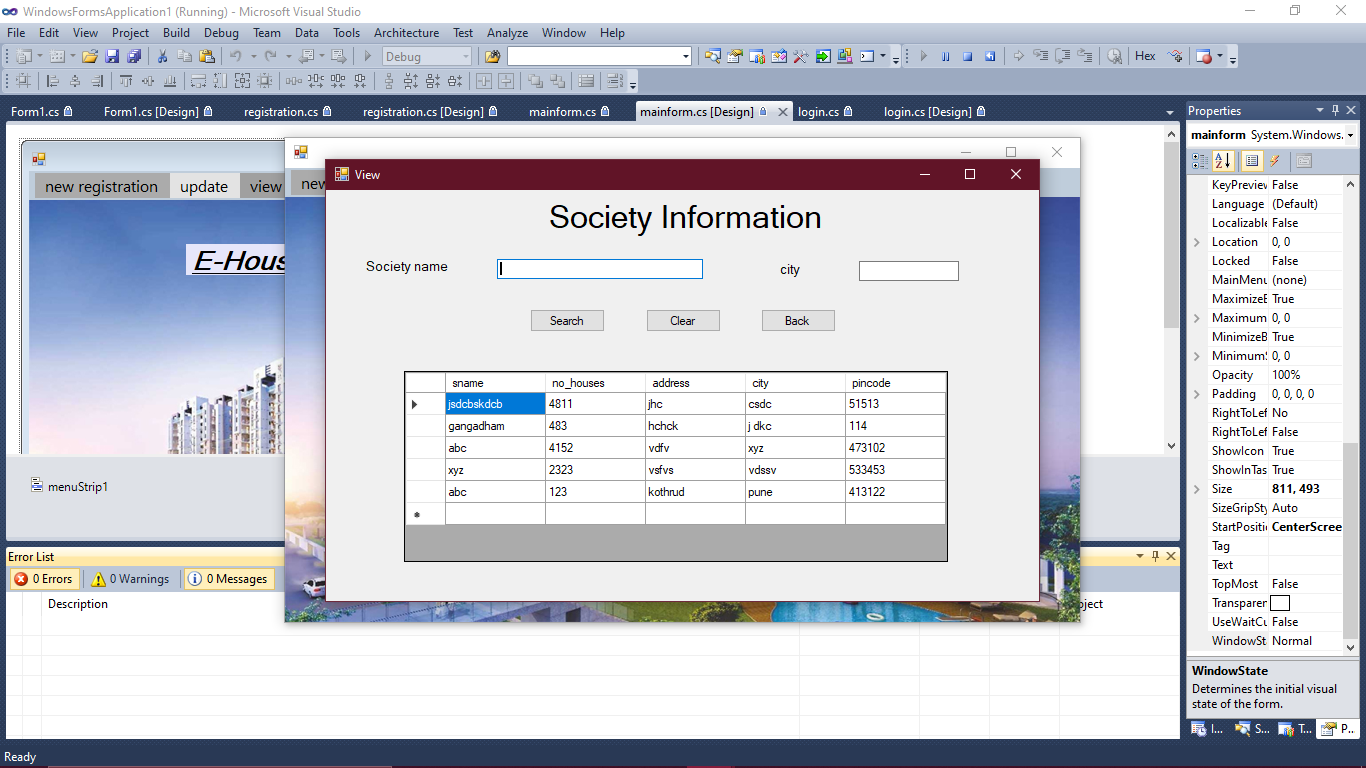 WindowsFormsApplication1 (Running) - Microsoft Visual Studio
File Edit View Project Build Debug Team Data Tools Architecture Test Analyze Window Help
Debug Hex
Form1.cs Form1.cs [Design] registration.cs registration.cs [Design] mainform.cs mainform.cs [Design] login.cs login.cs [Design]
new registration update view
E-Hous
menuStrip1
new
View
Society Information
Society name city
Search Clear Back
sname no_houses address city pincode
jsdcbskdcb 4811 jhc csdc 51513
gangadham 483 hchck j dkc 114
abc 4152 vdfv xyz 473102
xyz 2323 vsfvs vdssv 533453
abc 123 kothrud pune 413122
Error List
0 Errors 0 Warnings 0 Messages
Description oject
Properties
mainform System.Windows.
KeyPreview False
Language (Default)
Localizable False
Location 0, 0
Locked False
MainMenu (none)
MaximizeB True
Maximum 0, 0
MinimizeB True
MinimumS 0, 0
Opacity 100%
Padding 0, 0, 0, 0
RightToLef No
RightToLef False
ShowIcon True
ShowInTas True
Size 811, 493
SizeGripSty Auto
StartPositio CenterScree
Tag
Text
TopMost False
Transparen
UseWaitCu False
WindowSta Normal
WindowState
Determines the initial visual
state of the form.
I... S... T... P...
Ready